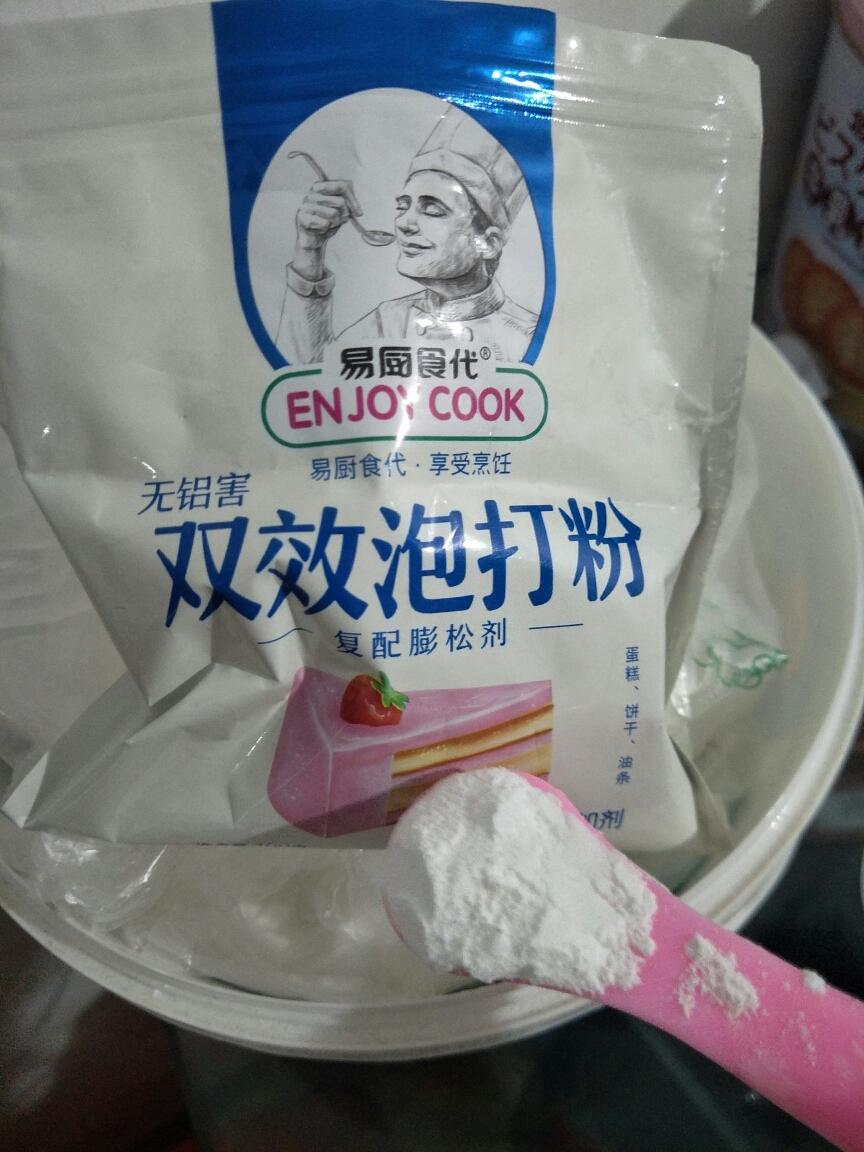 易厨食代®
ENJOY COOK
易厨食代·享受烹饪
无铝害
双效泡打粉
复配膨松剂
蛋糕、饼干、油条